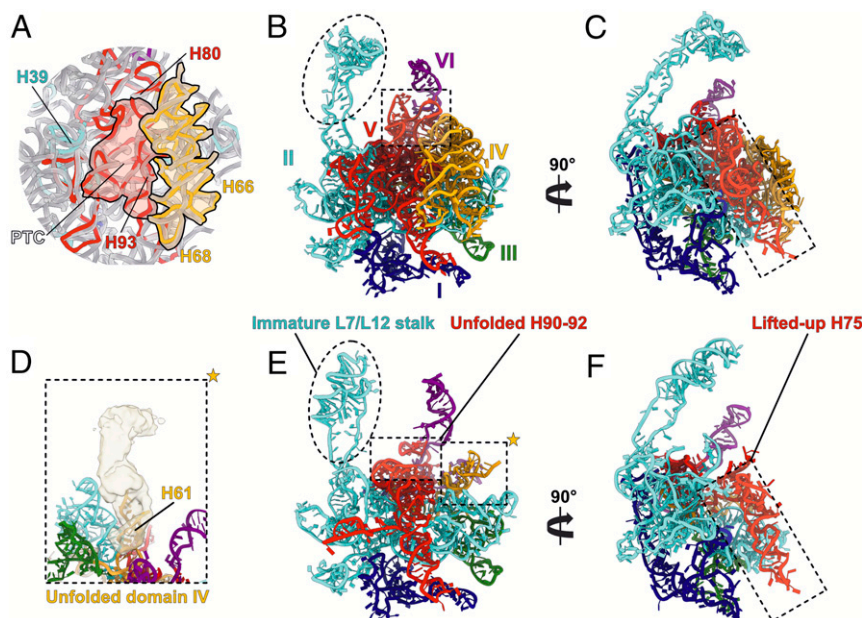 A
B
C
H80
H39
VI
V
II
IV
90°
H66
PTC
H93
H68
III
I
Immature L7/L12 stalk
Unfolded H90-92
Lifted-up H75
D
E
F
H61
90°
Unfolded domain IV